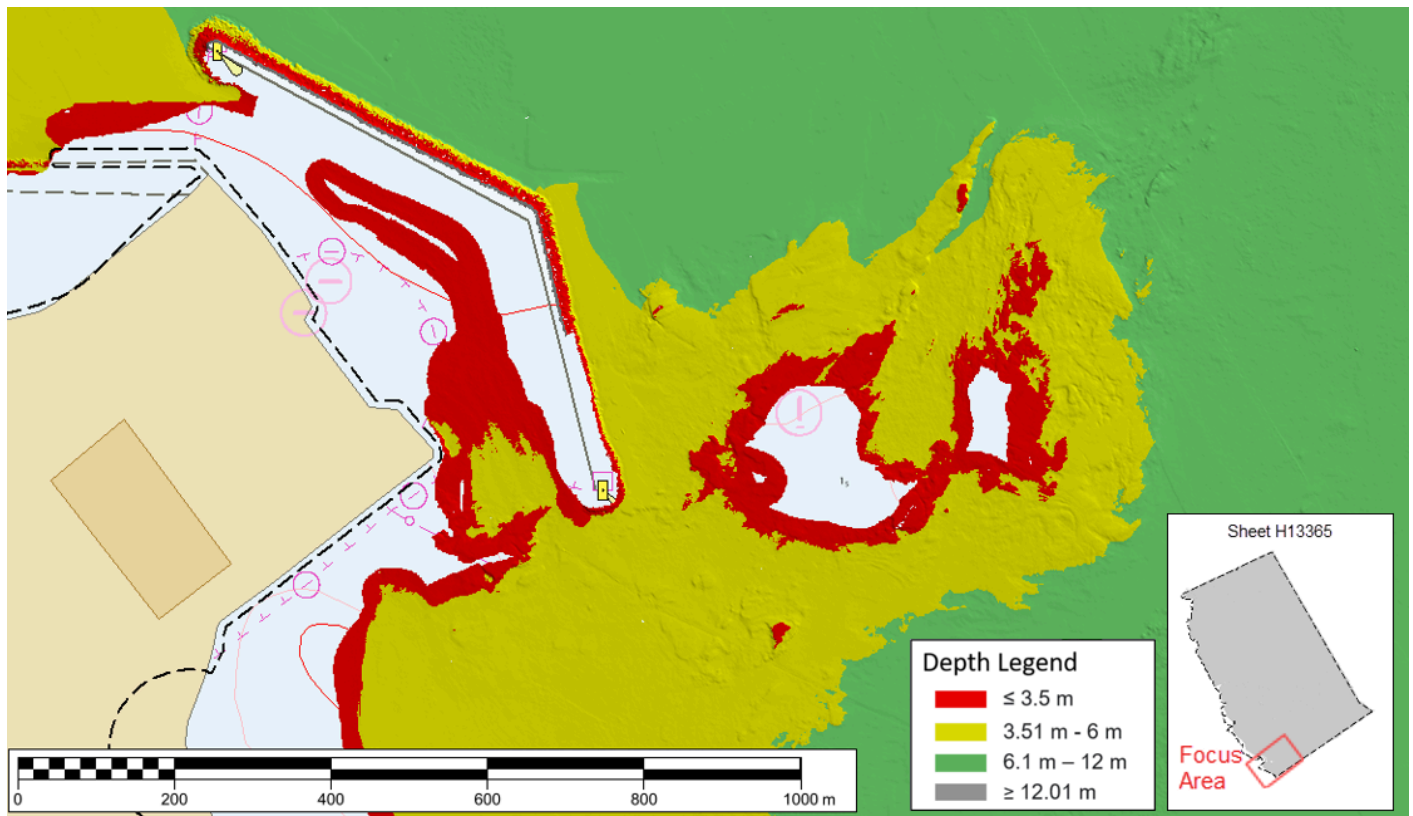 1₅
Sheet H13365
Focus
Area
Depth Legend
≤ 3.5 m
3.51 m - 6 m
6.1 m – 12 m
≥ 12.01 m
0 200 400 600 800 1000 m